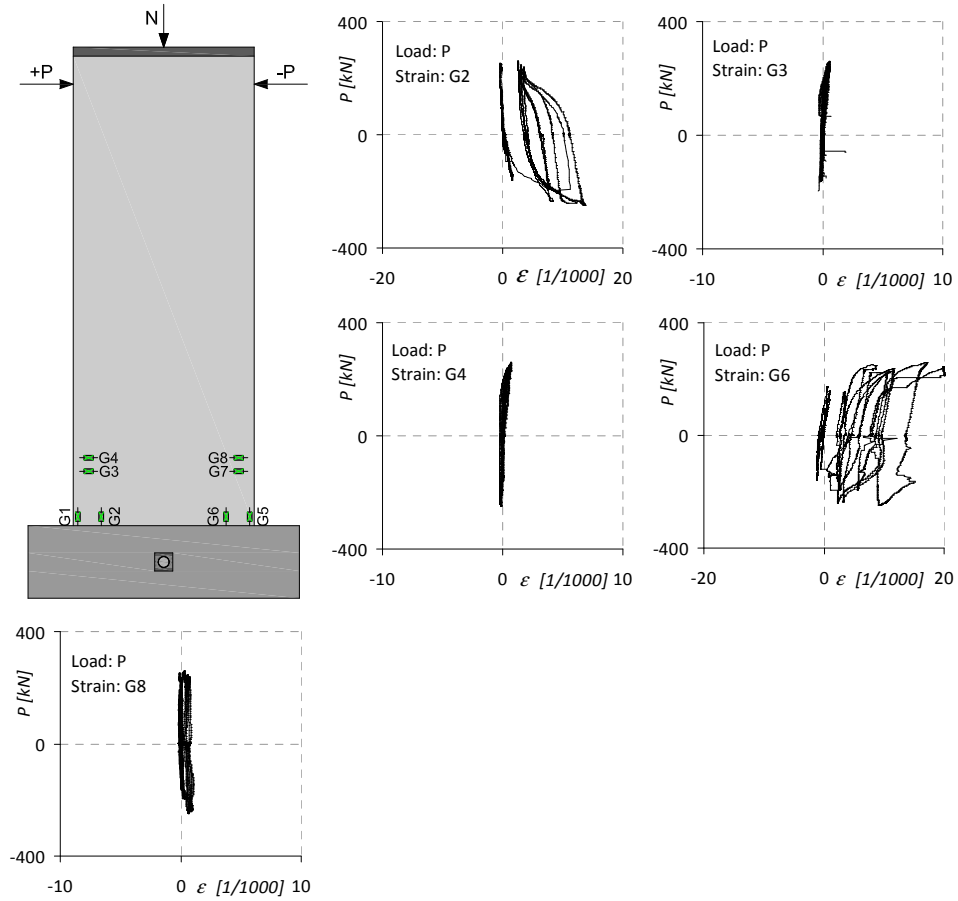 N
+P
-P
G4
G3
G8
G7
G1
G2
G6
G5
400
Load: P
Strain: G2
P [kN]
0
-400
-20
0
ε [1/1000]
20
400
Load: P
Strain: G3
P [kN]
0
-400
-10
0
ε [1/1000]
10
400
Load: P
Strain: G4
P [kN]
0
-400
-10
0
ε [1/1000]
10
400
Load: P
Strain: G6
P [kN]
0
-400
-20
0
ε [1/1000]
20
400
Load: P
Strain: G8
P [kN]
0
-400
-10
0
ε [1/1000]
10